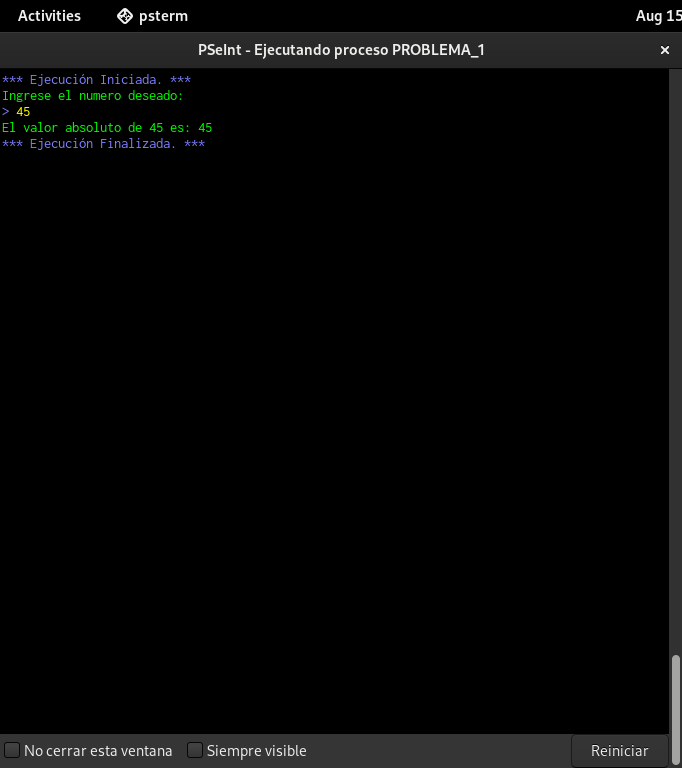 Activities psterm Aug 15
PSeInt - Ejecutando proceso PROBLEMA_1 ×
*** Ejecución Iniciada. ***
Ingrese el numero deseado:
> 45
El valor absoluto de 45 es: 45
*** Ejecución Finalizada. ***
No cerrar esta ventana Siempre visible Reiniciar